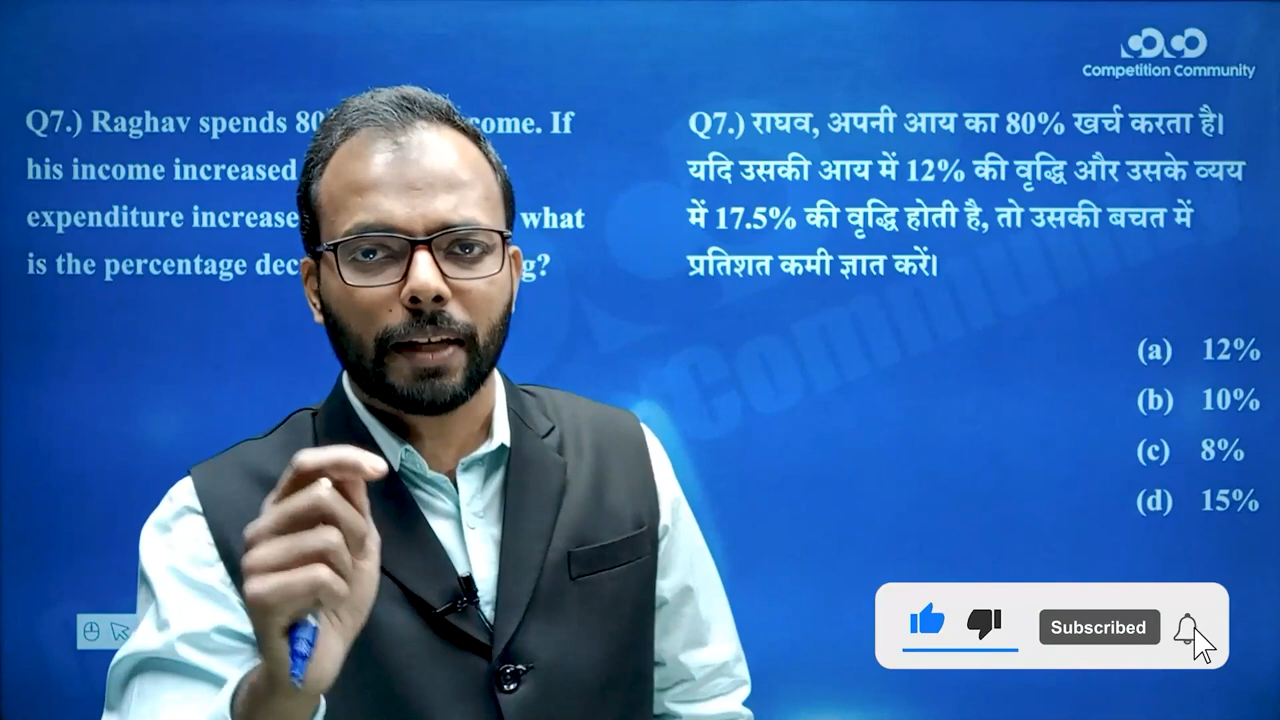 Competition Community
Q7.) Raghav spends come. If
his income increased
expenditure increase what
is the percentage
Q7.) राघव, अपनी आय का 80% खर्च करता है।
यदि उसकी आय में 12% की वृद्धि और उसके व्यय
में 17.5% की वृद्धि होती है, तो उसकी बचत में
प्रतिशत कमी ज्ञात करें।
(a) 12%
(b) 10%
(c) 8%
(d) 15%
Subscribed